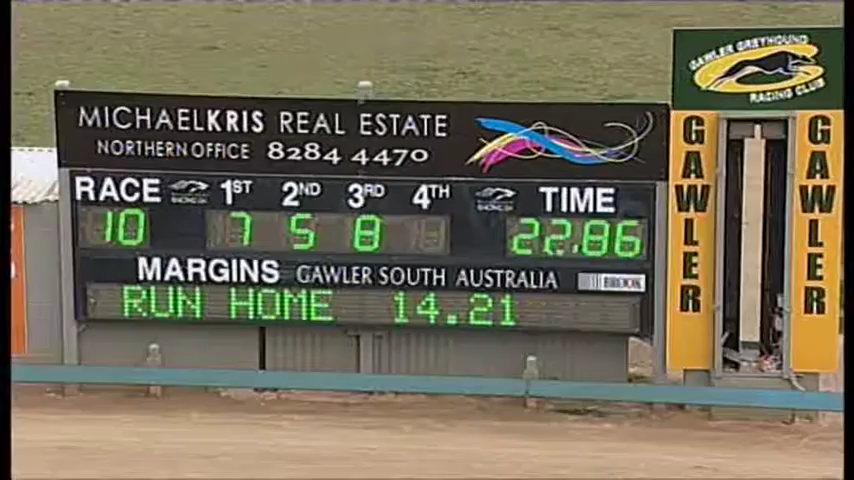 GAWLER GREYHOUND
RACING CLUB
MICHAELKRIS REAL ESTATE
NORTHERN OFFICE 8284 4470
RACE 1ST 2ND 3RD 4TH TIME
10 7 5 8 22.86
MARGINS GAWLER SOUTH AUSTRALIA
RUN HOME 14.21
GAWLER
GAWLER